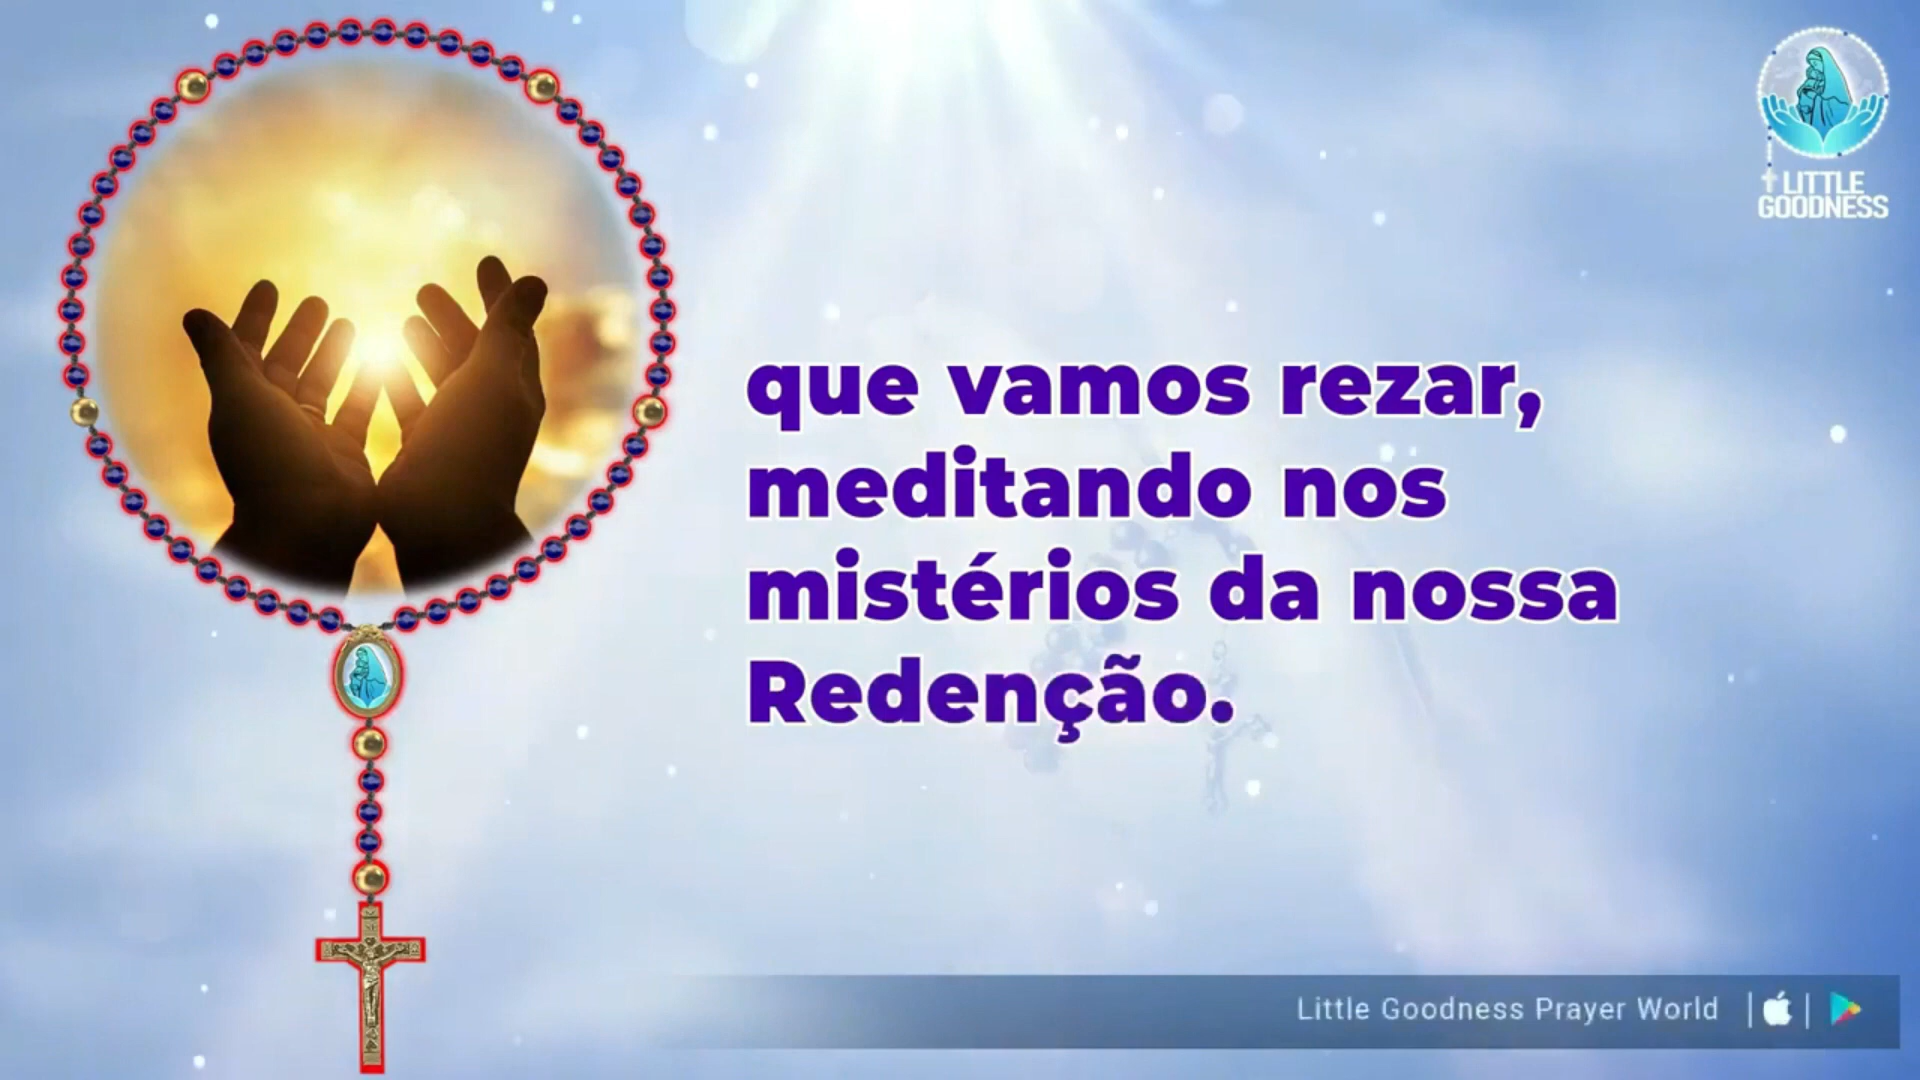 LITTLE
GOODNESS
que vamos rezar,
meditando nos
mistérios da nossa
Redenção.
Little Goodness Prayer World